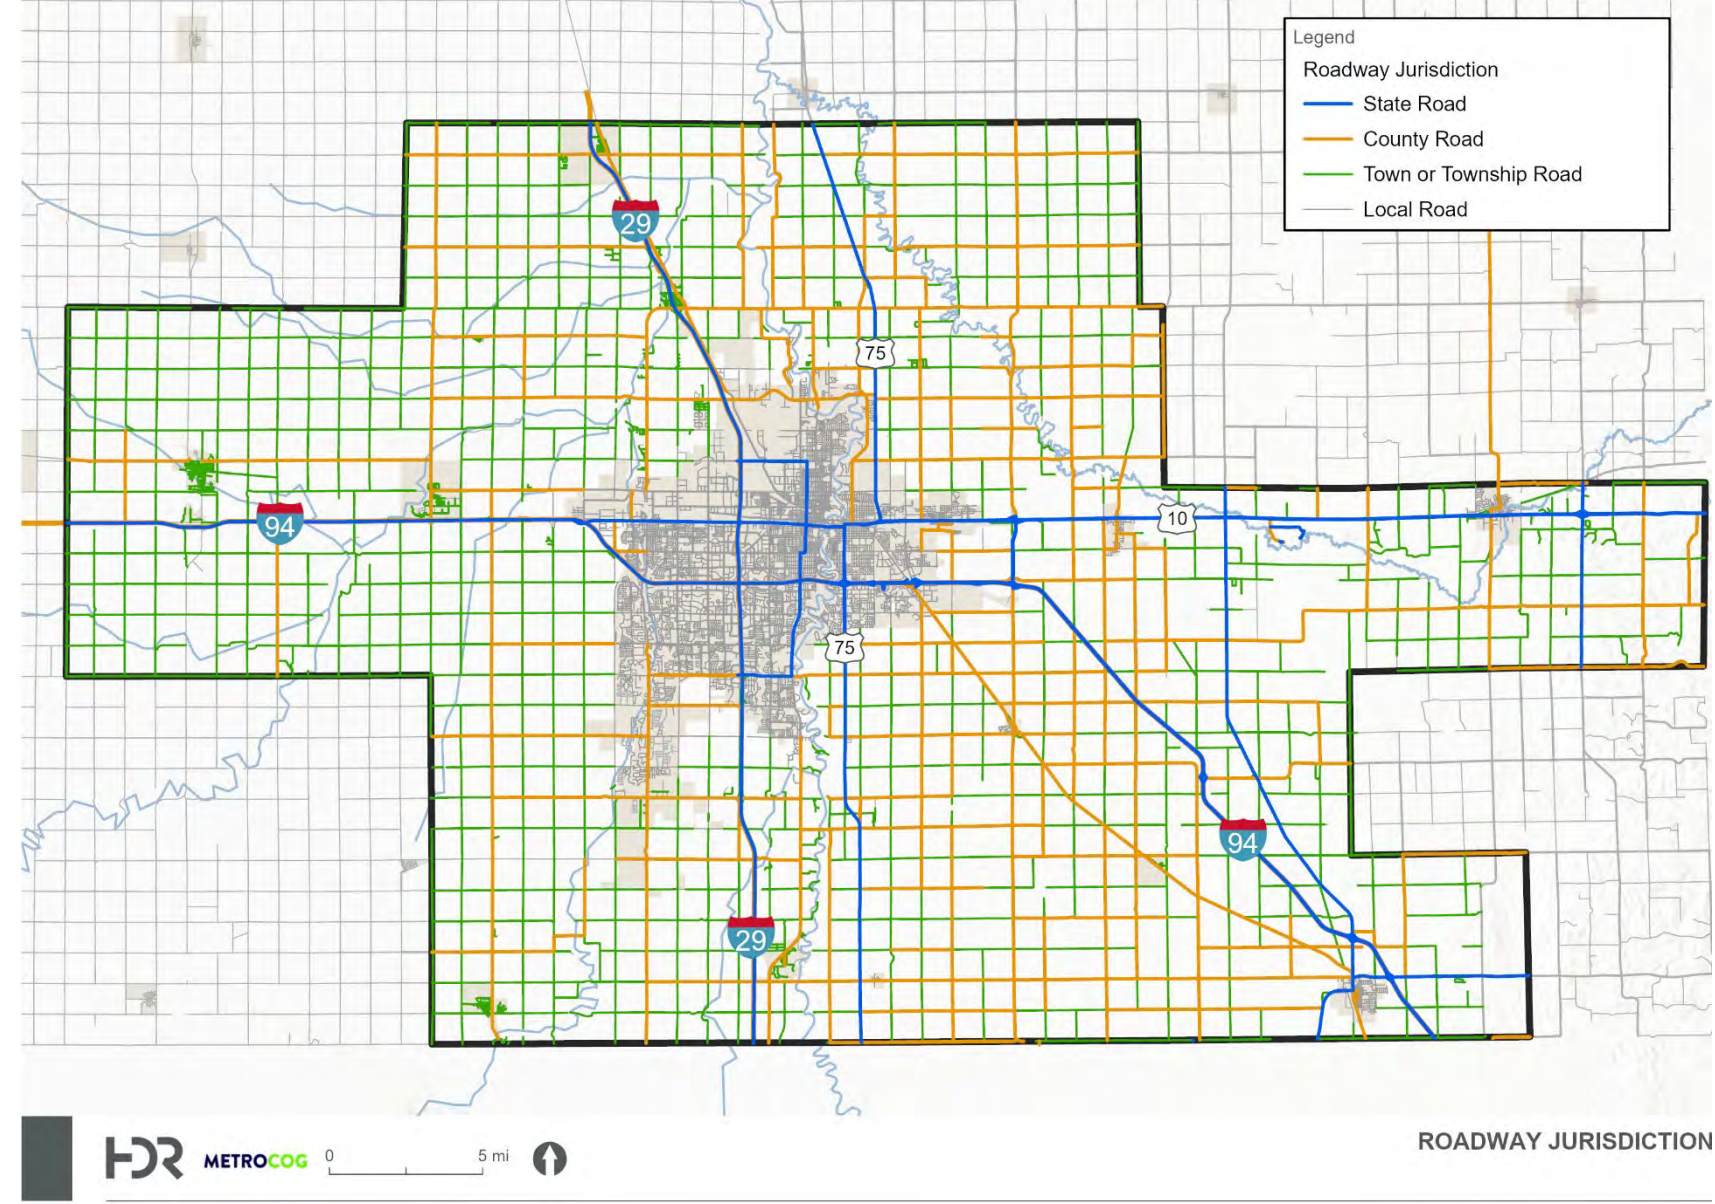 Legend
Roadway Jurisdiction
State Road
County Road
Town or Township Road
Local Road
29
75
94
10
75
94
29
HDR
METROCOG
0 5 mi
ROADWAY JURISDICTION